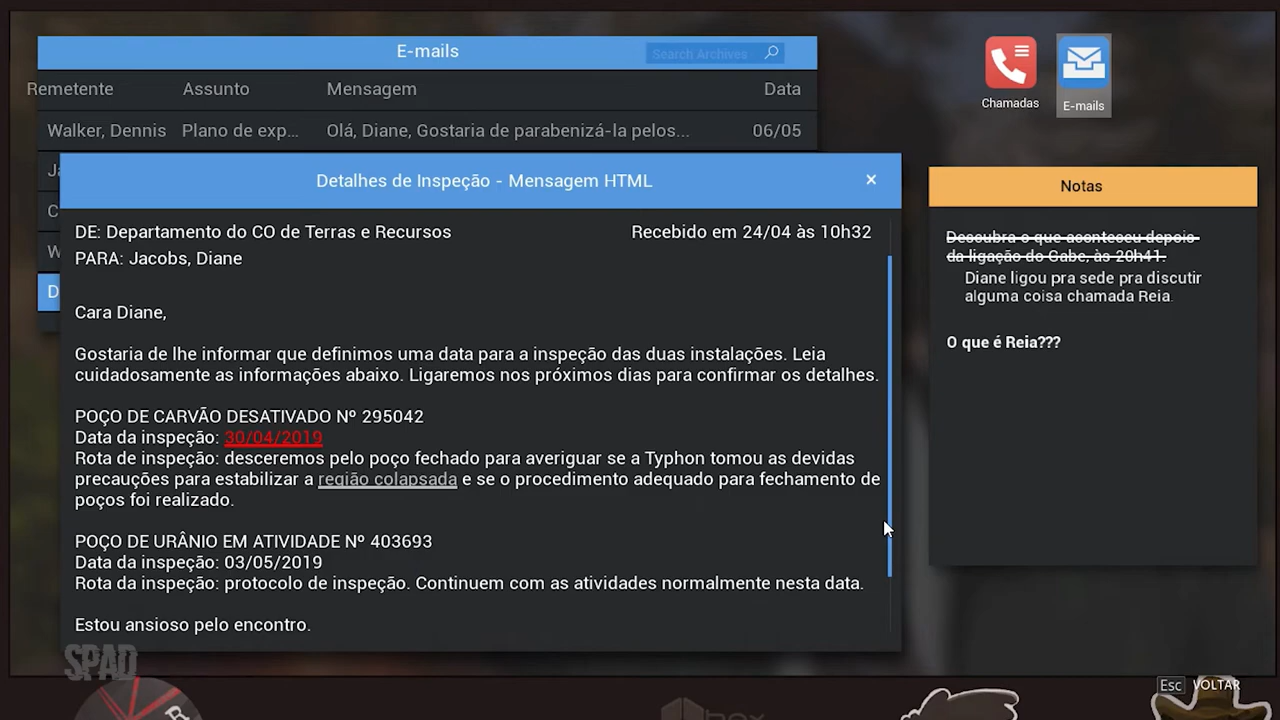 E-mails
Search Archives
Remetente Assunto Mensagem Data
Walker, Dennis Plano de exp... Olá, Diane, Gostaria de parabenizá-la pelos... 06/05
Detalhes de Inspeção - Mensagem HTML
×
DE: Departamento do CO de Terras e Recursos Recebido em 24/04 às 10h32
PARA: Jacobs, Diane
Cara Diane,
Gostaria de lhe informar que definimos uma data para a inspeção das duas instalações. Leia
cuidadosamente as informações abaixo. Ligaremos nos próximos dias para confirmar os detalhes.
POÇO DE CARVÃO DESATIVADO Nº 295042
Data da inspeção: 30/04/2019
Rota de inspeção: desceremos pelo poço fechado para averiguar se a Typhon tomou as devidas
precauções para estabilizar a região colapsada e se o procedimento adequado para fechamento de
poços foi realizado.
POÇO DE URÂNIO EM ATIVIDADE Nº 403693
Data da inspeção: 03/05/2019
Rota da inspeção: protocolo de inspeção. Continuem com as atividades normalmente nesta data.
Estou ansioso pelo encontro.
Chamadas
E-mails
Notas
Descubra o que aconteceu depois
da ligação do Gabe, às 20h41.
Diane ligou pra sede pra discutir
alguma coisa chamada Reia.
O que é Reia???
SPAD
Esc VOLTAR